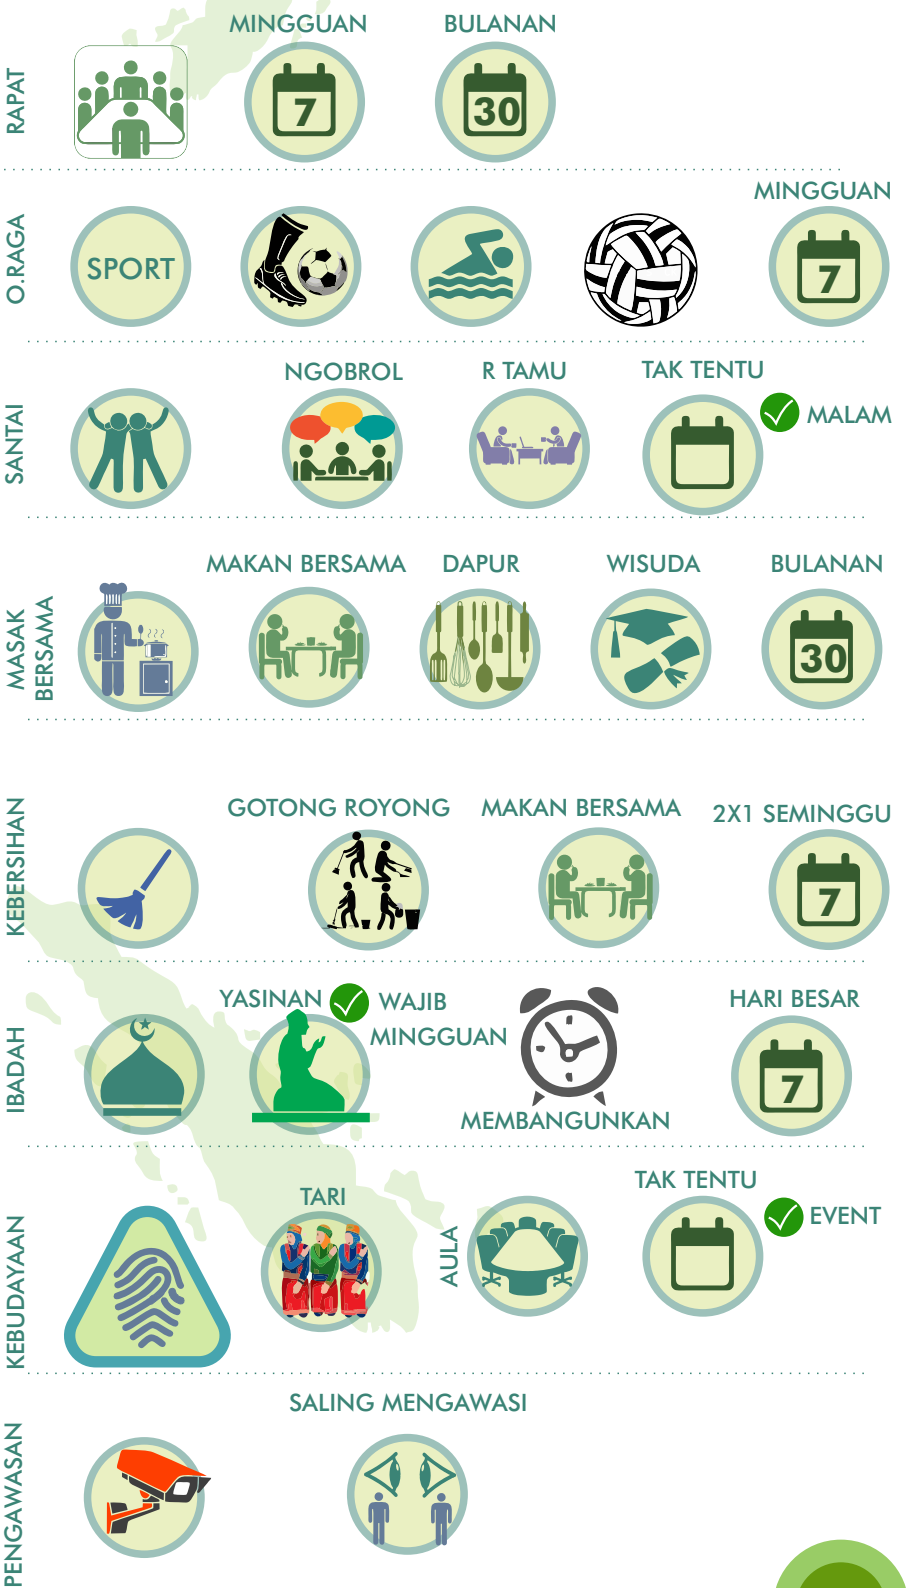 RAPAT
MINGGUAN
BULANAN
7
30
O.RAGA
SPORT
MINGGUAN
7
SANTAI
NGOBROL
R TAMU
TAK TENTU
MALAM
MASAK
BERSAMA
MAKAN BERSAMA
DAPUR
WISUDA
BULANAN
30
KEBERSIHAN
GOTONG ROYONG
MAKAN BERSAMA
2X1 SEMINGGU
7
IBADAH
YASINAN
WAJIB
MINGGUAN
MEMBANGUNKAN
HARI BESAR
7
KEBUDAYAAN
TARI
AULA
TAK TENTU
EVENT
PENGAWASAN
SALING MENGAWASI